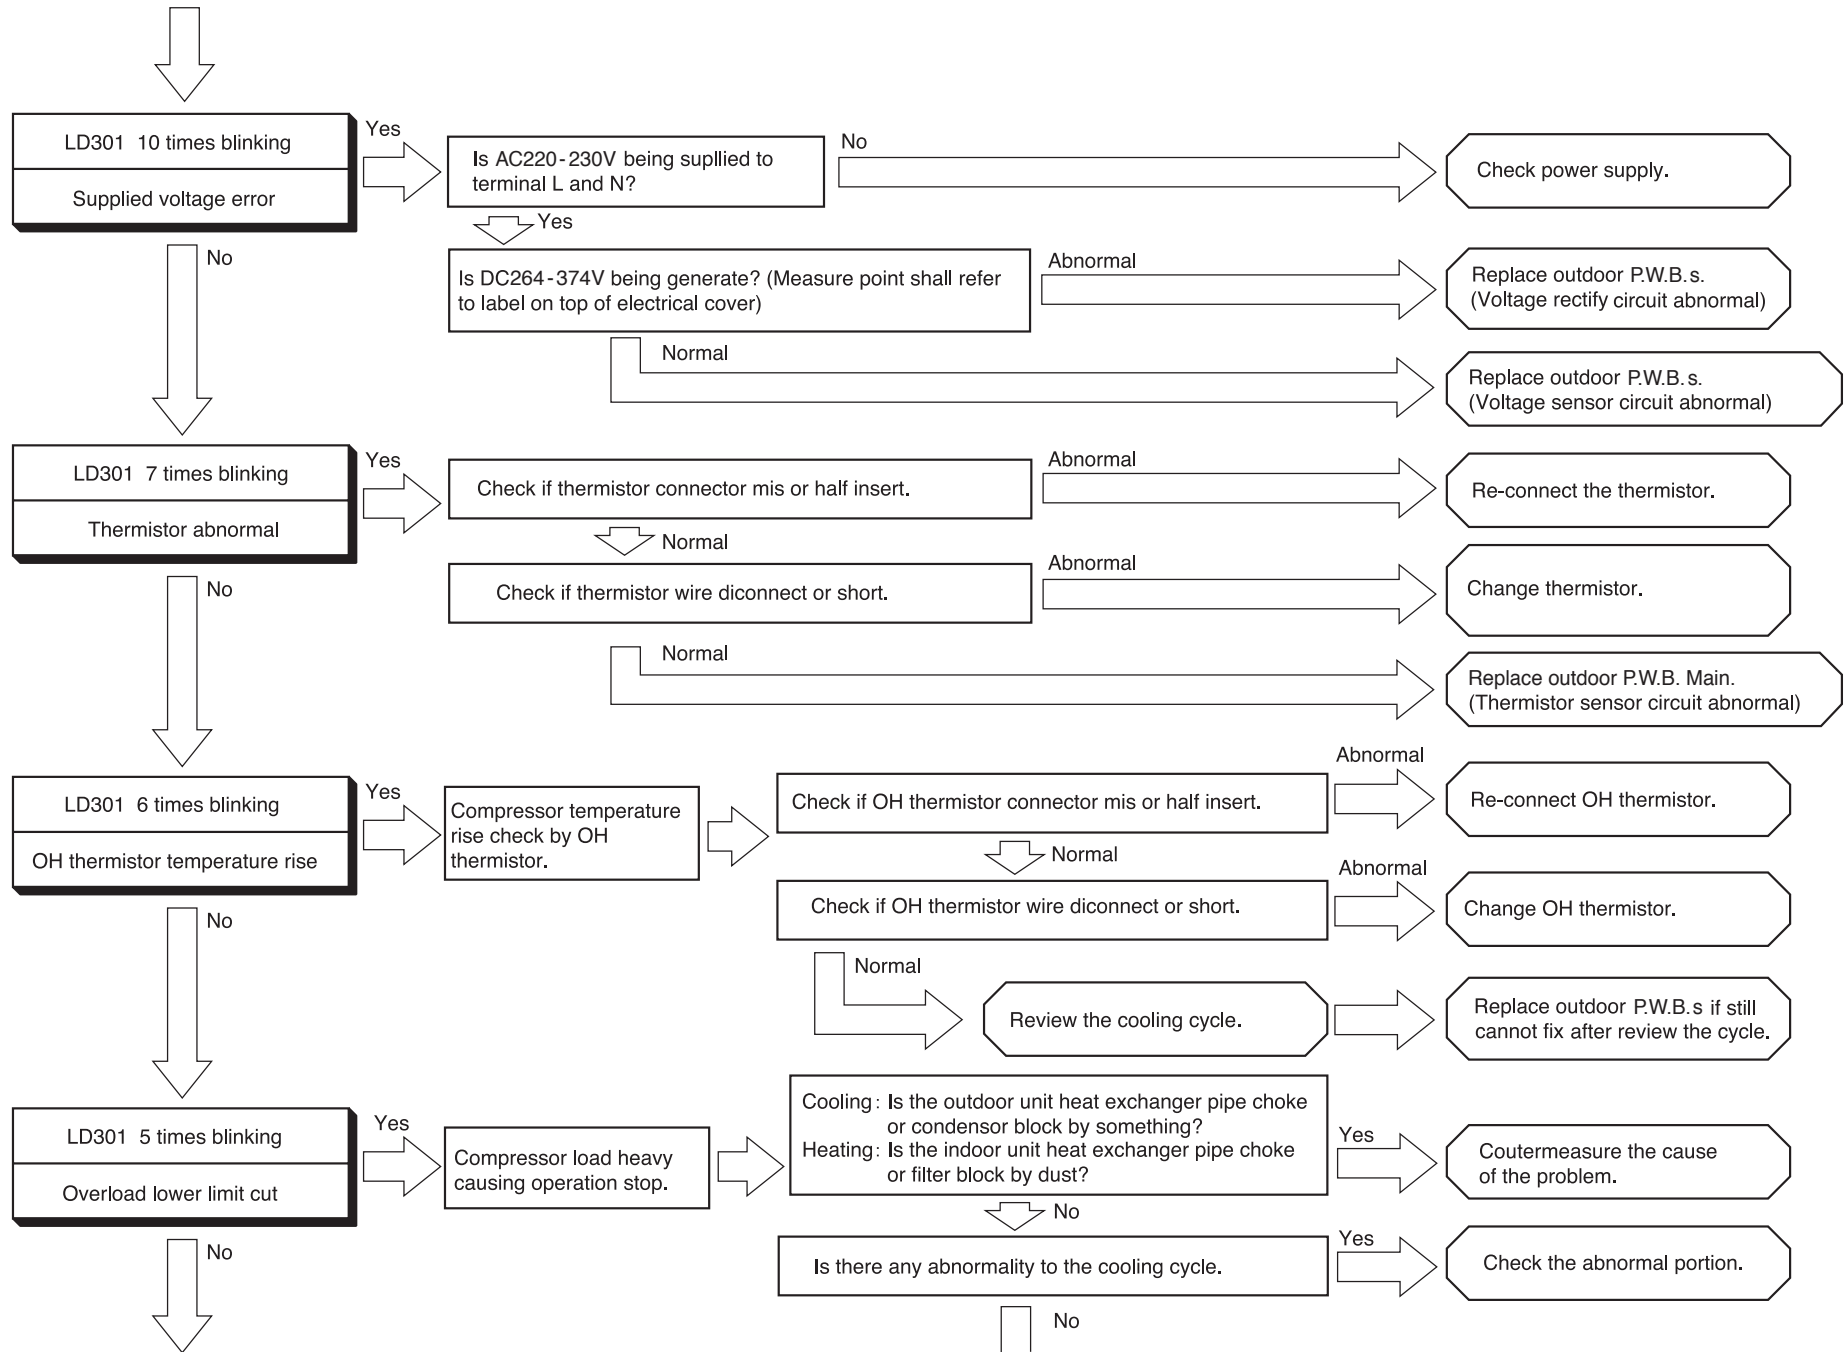 LD301 10 times blinking
Supplied voltage error
Yes
Is AC220-230V being supllied to
terminal L and N?
No
Check power supply.
Yes
No
Is DC264-374V being generate? (Measure point shall refer
to label on top of electrical cover)
Abnormal
Replace outdoor P.W.B.s.
(Voltage rectify circuit abnormal)
Normal
Replace outdoor P.W.B.s.
(Voltage sensor circuit abnormal)
LD301 7 times blinking
Thermistor abnormal
Yes
Check if thermistor connector mis or half insert.
Abnormal
Re-connect the thermistor.
Normal
No
Check if thermistor wire diconnect or short.
Abnormal
Change thermistor.
Normal
Replace outdoor P.W.B. Main.
(Thermistor sensor circuit abnormal)
LD301 6 times blinking
OH thermistor temperature rise
Yes
Compressor temperature
rise check by OH
thermistor.
Check if OH thermistor connector mis or half insert.
Abnormal
Re-connect OH thermistor.
Normal
No
Check if OH thermistor wire diconnect or short.
Abnormal
Change OH thermistor.
Normal
Review the cooling cycle.
Replace outdoor P.W.B.s if still
cannot fix after review the cycle.
LD301 5 times blinking
Overload lower limit cut
Yes
Compressor load heavy
causing operation stop.
Cooling: Is the outdoor unit heat exchanger pipe choke
or condensor block by something?
Heating: Is the indoor unit heat exchanger pipe choke
or filter block by dust?
Yes
Coutermeasure the cause
of the problem.
No
No
Is there any abnormality to the cooling cycle.
Yes
Check the abnormal portion.
No